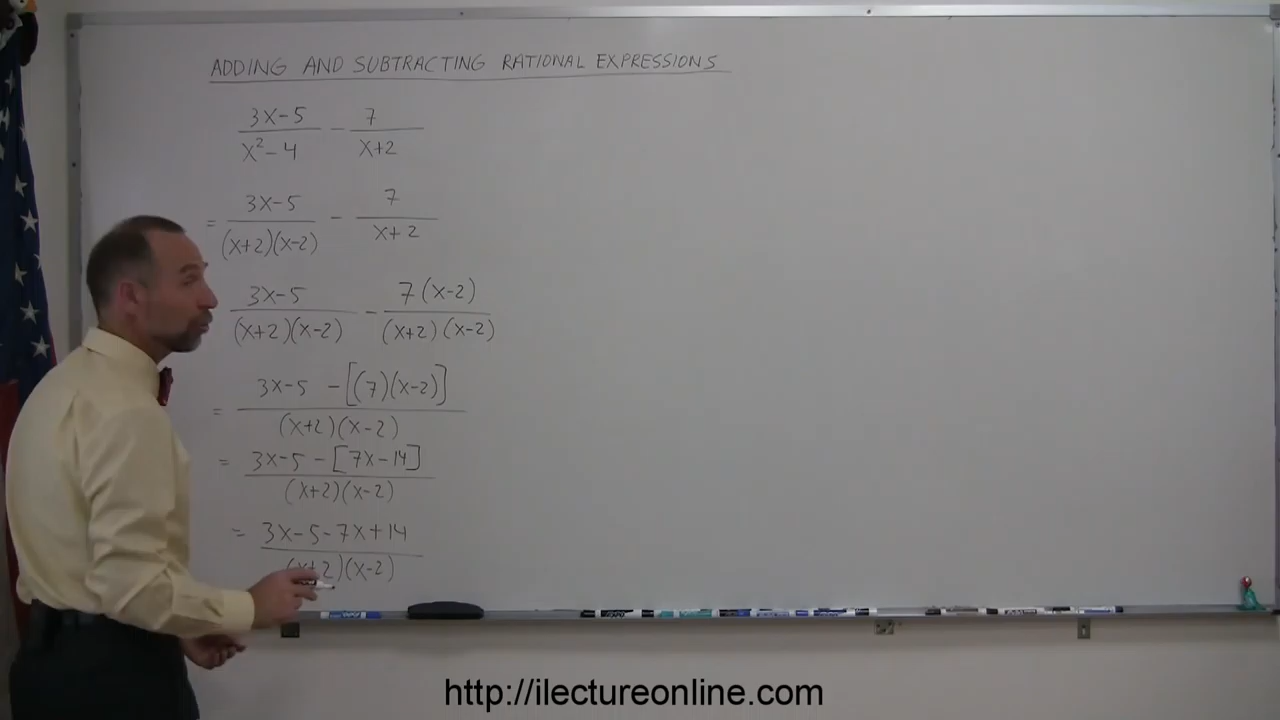 ADDING AND SUBTRACTING RATIONAL EXPRESSIONS
3x-5 / x²-4 - 7 / x+2
= 3x-5 / (x+2)(x-2) - 7 / x+2
3x-5 / (x+2)(x-2) - 7(x-2) / (x+2)(x-2)
= 3x-5 -[(7)(x-2)] / (x+2)(x-2)
= 3x-5-[7x-14] / (x+2)(x-2)
= 3x-5-7x+14 / (x+2)(x-2)
http://ilectureonline.com